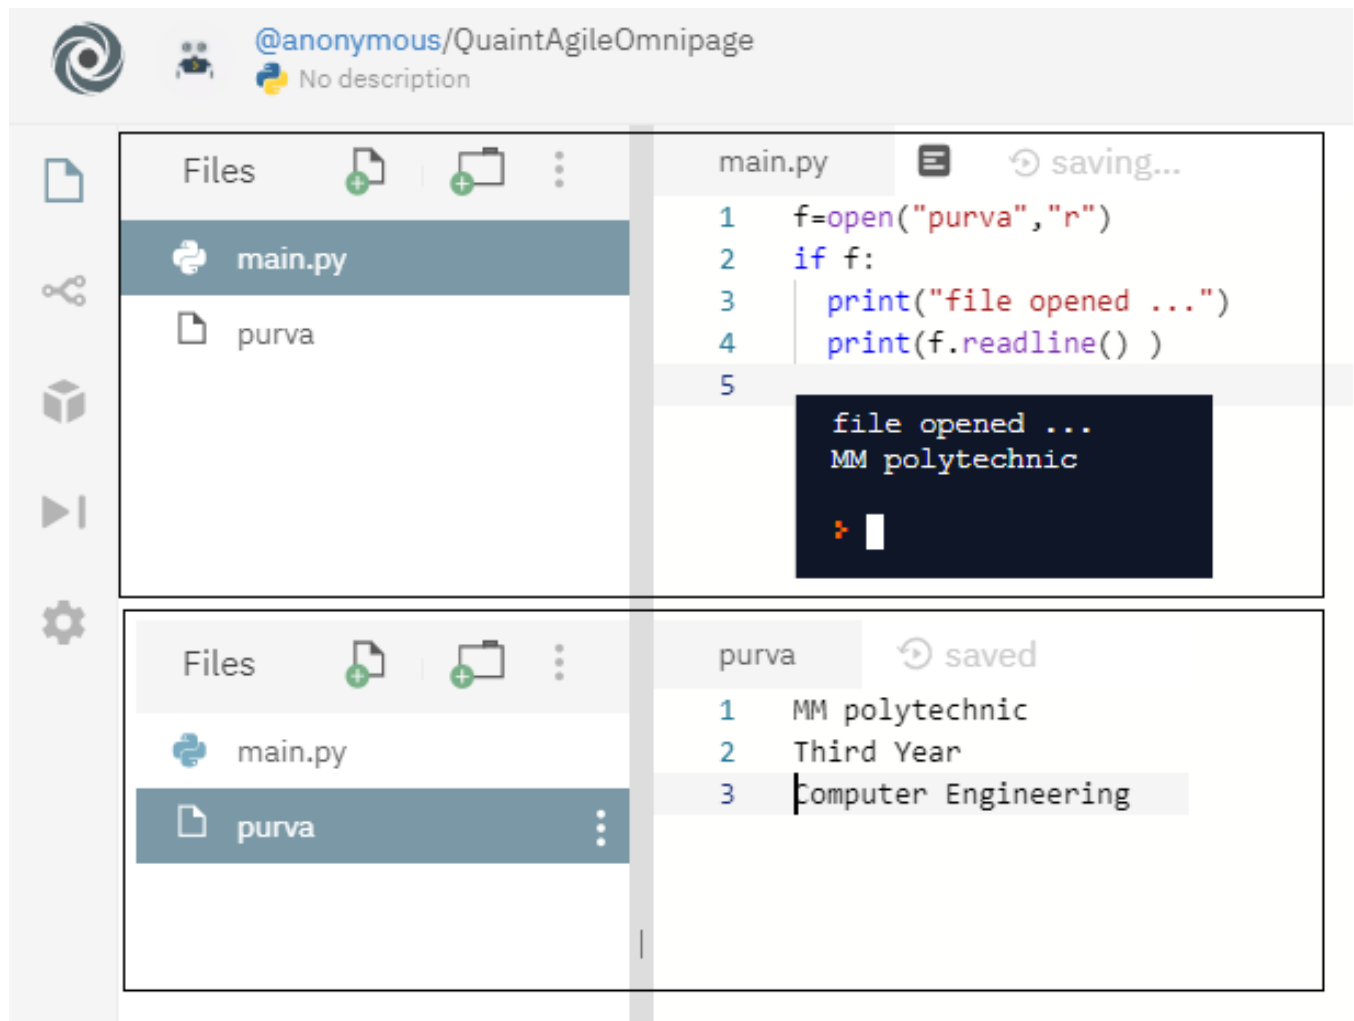 @anonymous/QuaintAgileOmnipage
No description
Files
main.py
purva
main.py saving...
1 f=open("purva","r")
2 if f:
3 print("file opened ...")
4 print(f.readline() )
5
file opened ...
MM polytechnic
Files
main.py
purva
purva saved
1 MM polytechnic
2 Third Year
3 Computer Engineering